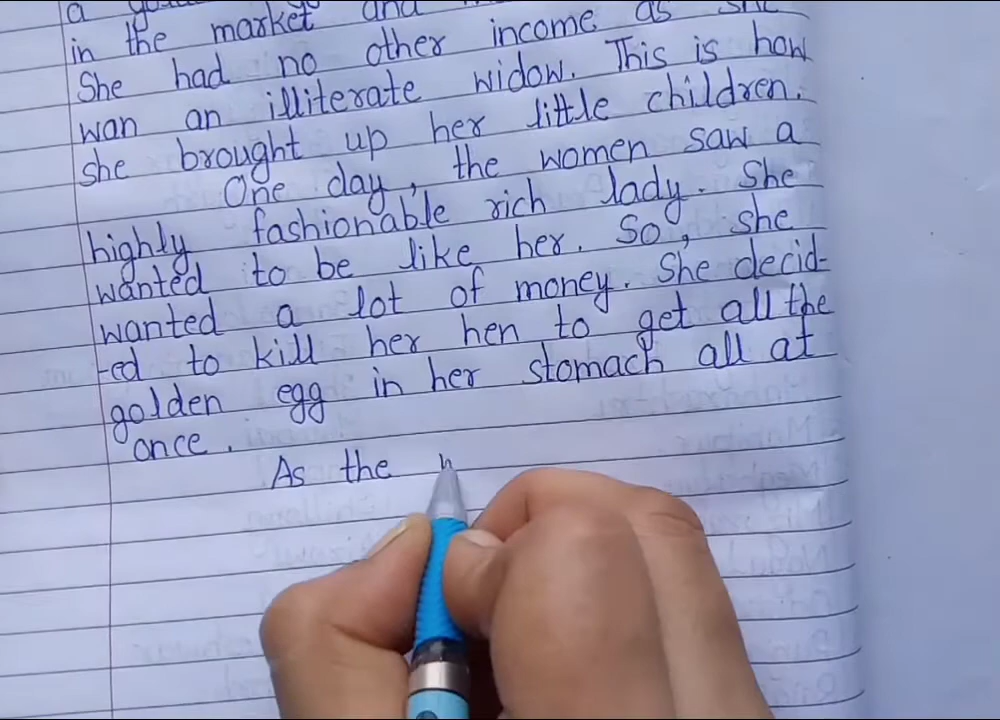 a
in the market and
She had no other income as she
wan an illiterate widow. This is how
she brought up her little children.
One day, the women saw a
highly fashionable rich lady. She
wanted to be like her. So, she
wanted a lot of money. She decid-
-ed to kill her hen to get all the
golden egg in her stomach all at
once.
As the